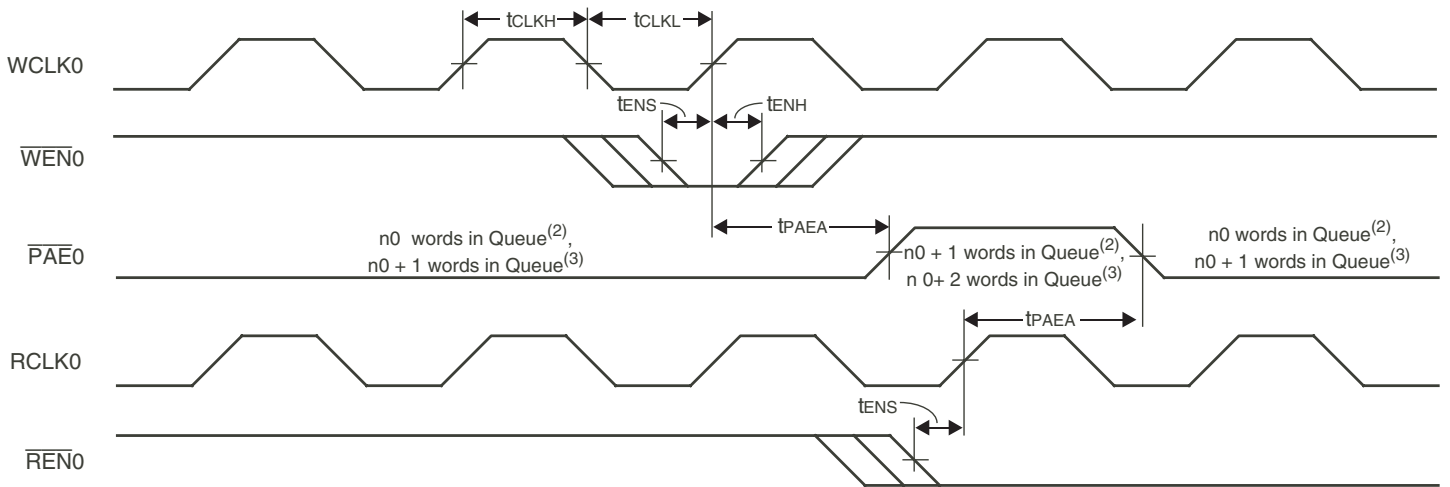 tCLKH
tCLKL
WCLK0
tENS
tENH
WEN0
tPAEA
PAE0
n0 words in Queue(2),
n0 + 1 words in Queue(3)
n0 + 1 words in Queue(2),
n 0+ 2 words in Queue(3)
n0 words in Queue(2),
n0 + 1 words in Queue(3)
tPAEA
RCLK0
tENS
REN0